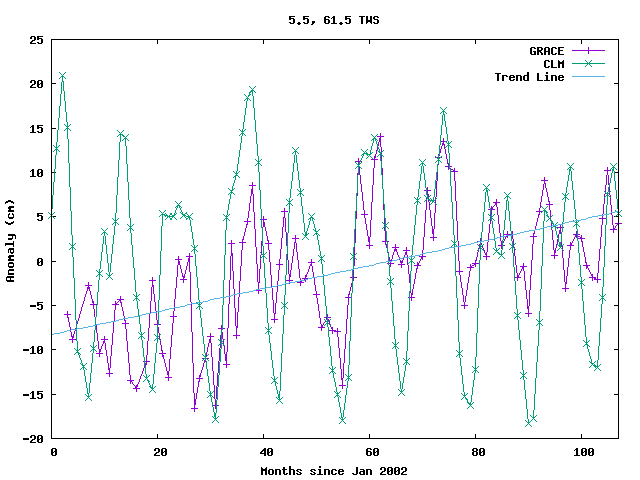 5.5, 61.5 TWS
GRACE
CLM
Trend Line
25
20
15
10
5
0
-5
-10
-15
-20
Anomaly (cm)
0 20 40 60 80 100
Months since Jan 2002